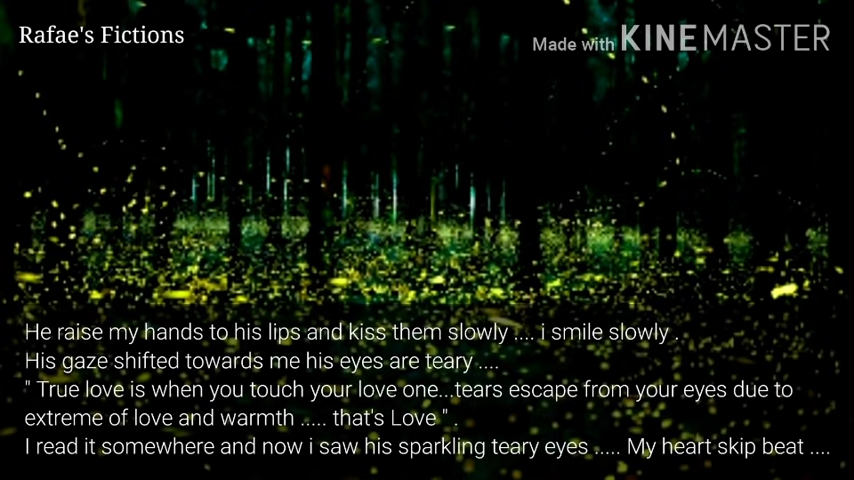 Rafae's Fictions
Made with KINEMASTER
He raise my hands to his lips and kiss them slowly .... i smile slowly .
His gaze shifted towards me his eyes are teary ....
" True love is when you touch your love one...tears escape from your eyes due to
extreme of love and warmth ..... that's Love " .
I read it somewhere and now i saw his sparkling teary eyes ..... My heart skip beat ....